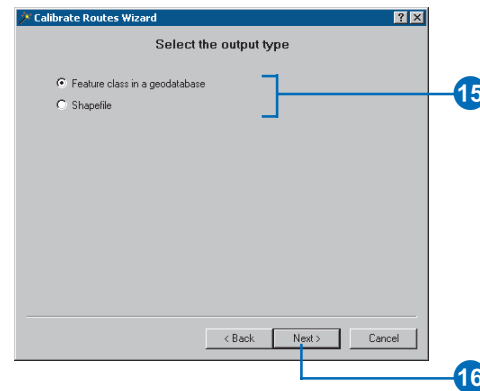 Calibrate Routes Wizard
Select the output type
Feature class in a geodatabase
15
Shapefile
< Back Next > Cancel
16